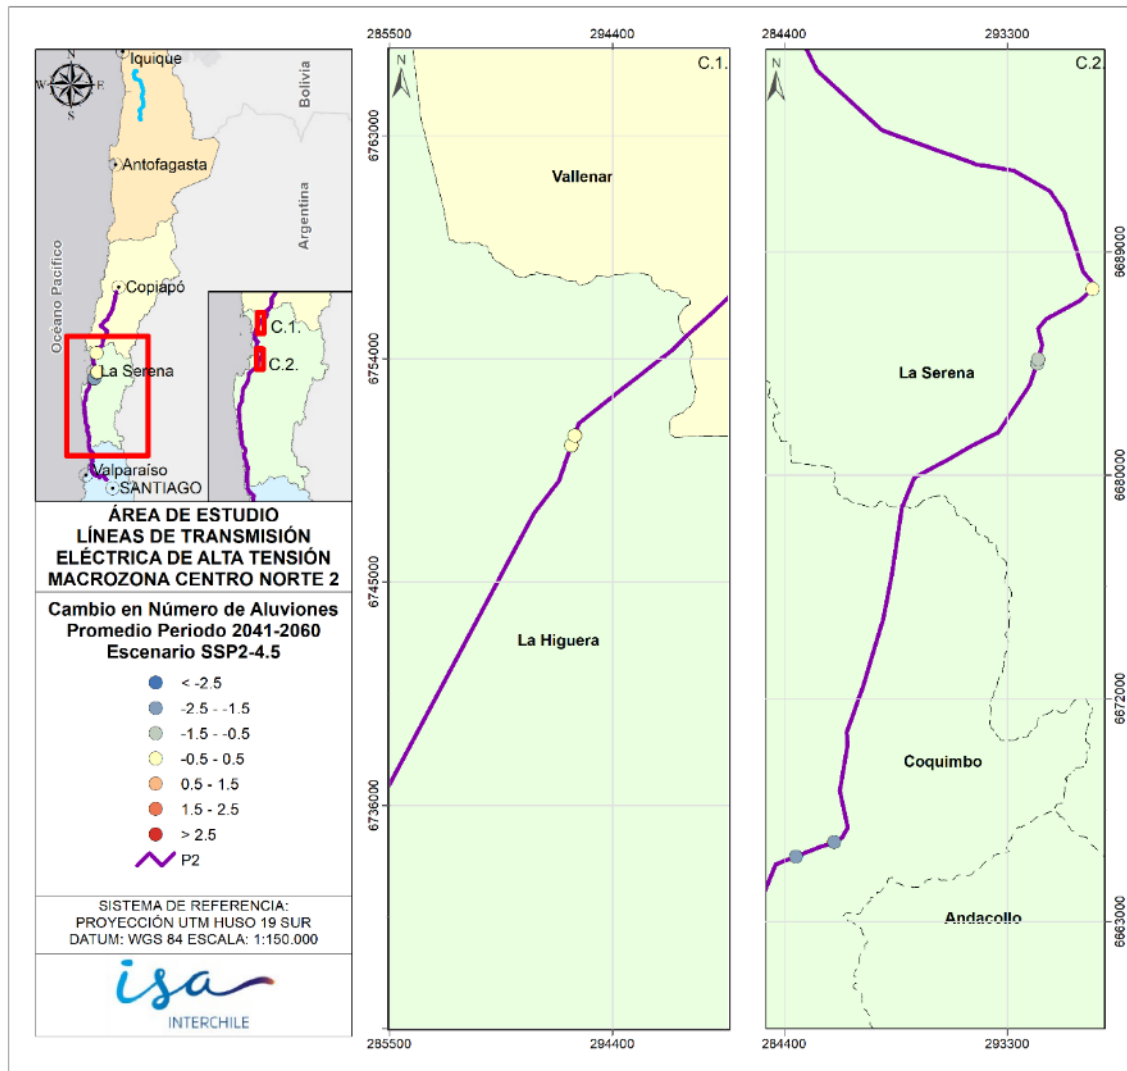 N
W
E
S
Iquique
Bolivia
Antofagasta
Argentina
Océano Pacífico
Copiapó
La Serena
C.1.
C.2.
Valparaíso
SANTIAGO
ÁREA DE ESTUDIO
LÍNEAS DE TRANSMISIÓN
ELÉCTRICA DE ALTA TENSIÓN
MACROZONA CENTRO NORTE 2
Cambio en Número de Aluviones
Promedio Periodo 2041-2060
Escenario SSP2-4.5
< -2.5
-2.5 - -1.5
-1.5 - -0.5
-0.5 - 0.5
0.5 - 1.5
1.5 - 2.5
> 2.5
P2
SISTEMA DE REFERENCIA:
PROYECCIÓN UTM HUSO 19 SUR
DATUM: WGS 84 ESCALA: 1:150.000
isa
INTERCHILE
285500
294400
C.1.
N
6763000
Vallenar
6754000
6745000
La Higuera
6736000
285500
294400
284400
293300
C.2.
N
6689000
La Serena
6680000
6672000
Coquimbo
Andacollo
6663000
284400
293300